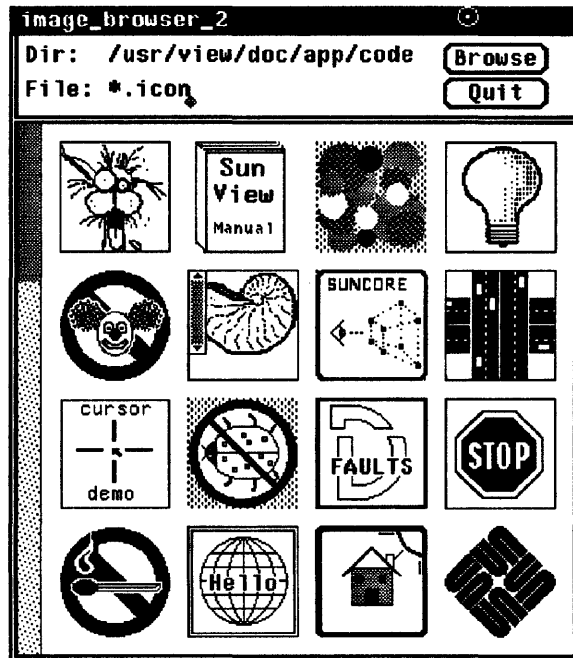 image_browser_2
Dir: /usr/view/doc/app/code
Browse
File: *.icon
Quit
Sun
View
Manual
SUNCORE
cursor
demo
D
FAULTS
STOP
Hello